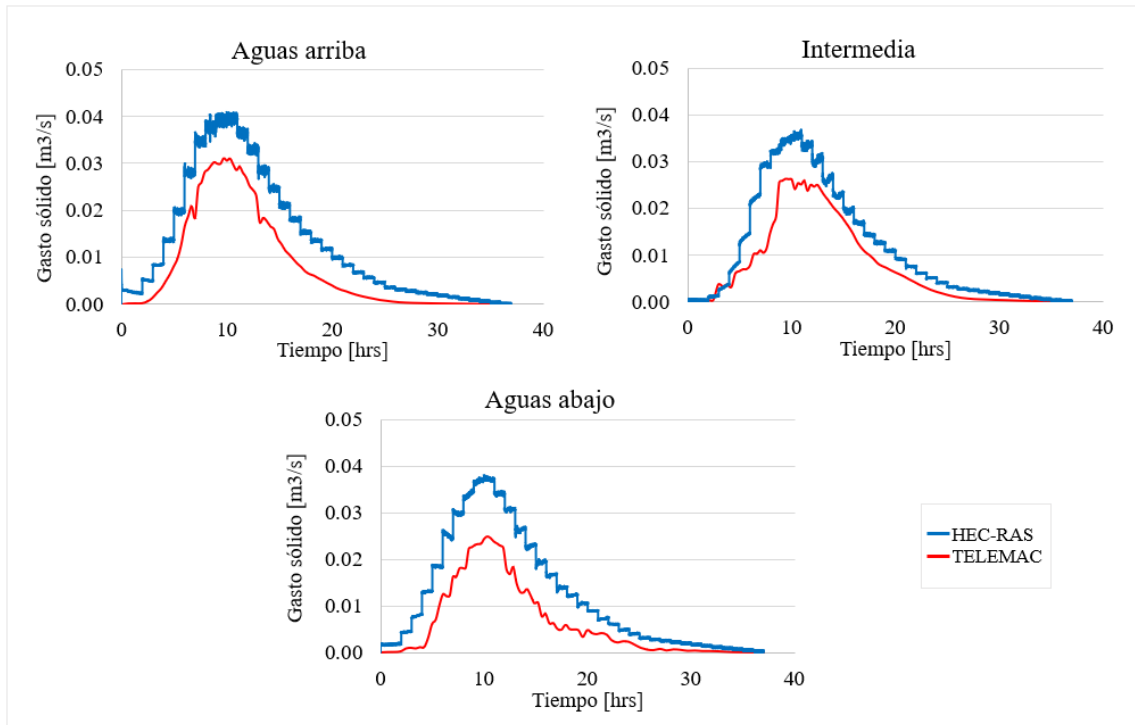 Aguas arriba
Gasto sólido [m3/s]
0.05
0.04
0.03
0.02
0.01
0.00
0 10 20 30 40
Tiempo [hrs]
Intermedia
Gasto sólido [m3/s]
0.05
0.04
0.03
0.02
0.01
0.00
0 10 20 30 40
Tiempo [hrs]
Aguas abajo
Gasto sólido [m3/s]
0.05
0.04
0.03
0.02
0.01
0.00
0 10 20 30 40
Tiempo [hrs]
HEC-RAS
TELEMAC